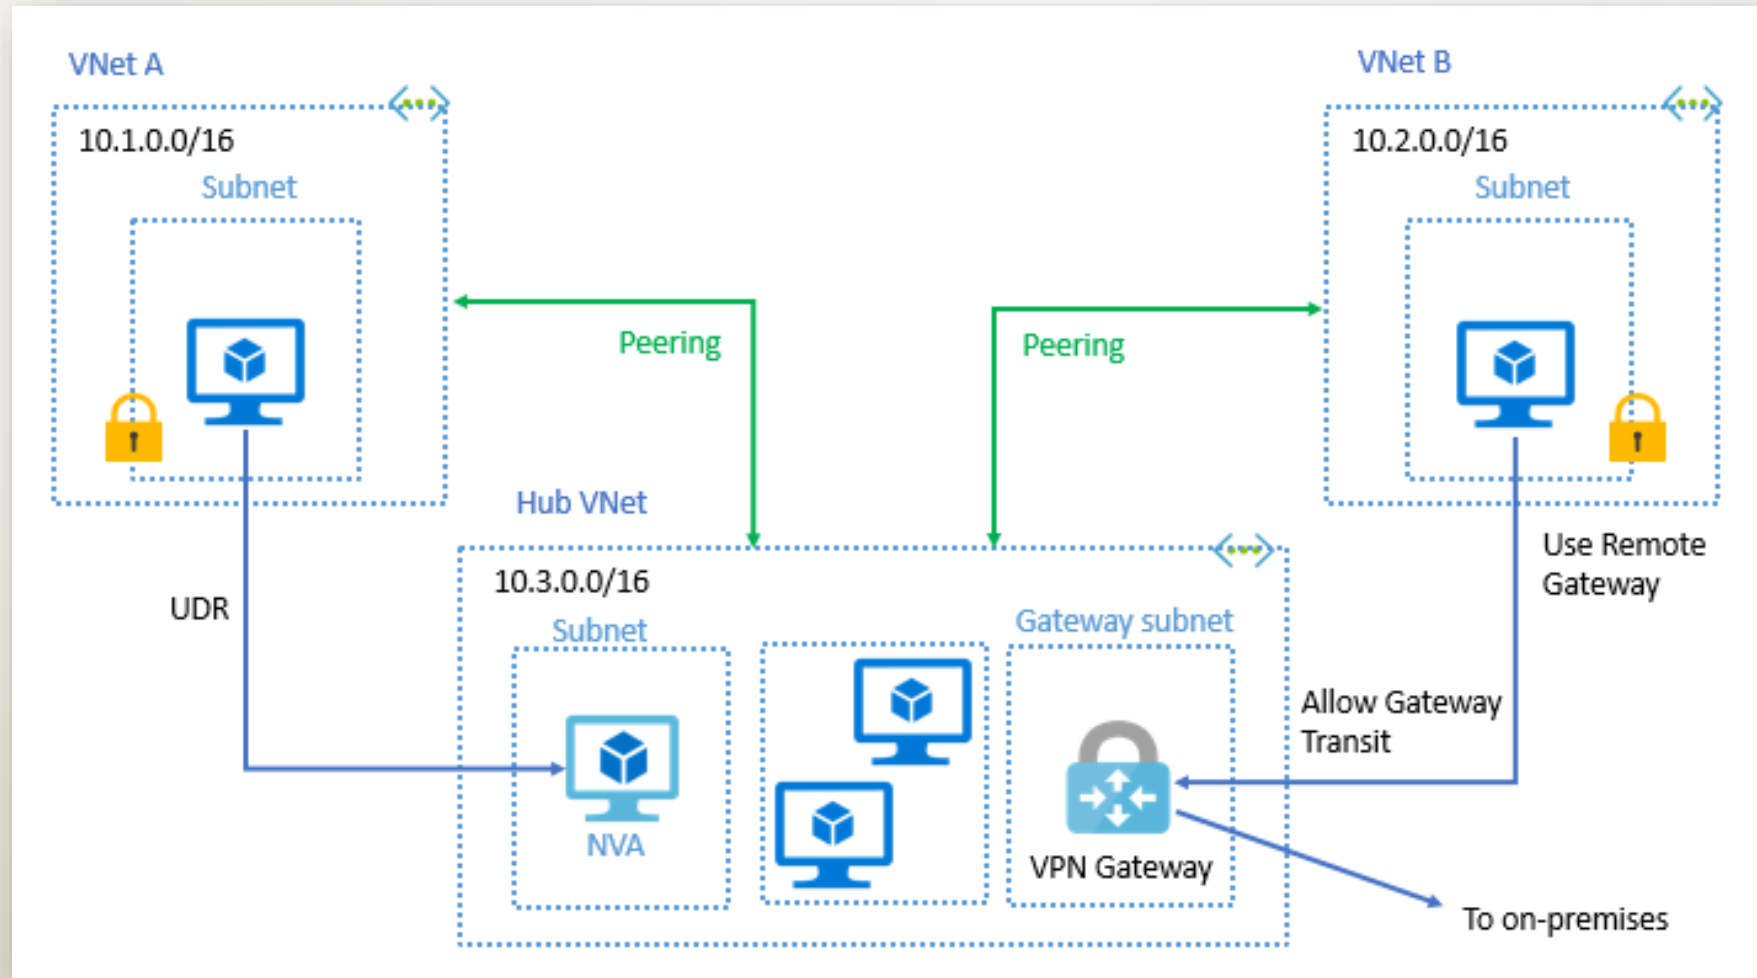 VNet A
VNet B
10.1.0.0/16
10.2.0.0/16
Subnet
Subnet
Peering
Peering
Hub VNet
Use Remote
Gateway
10.3.0.0/16
UDR
Subnet
Gateway subnet
Allow Gateway
Transit
NVA
VPN Gateway
To on-premises